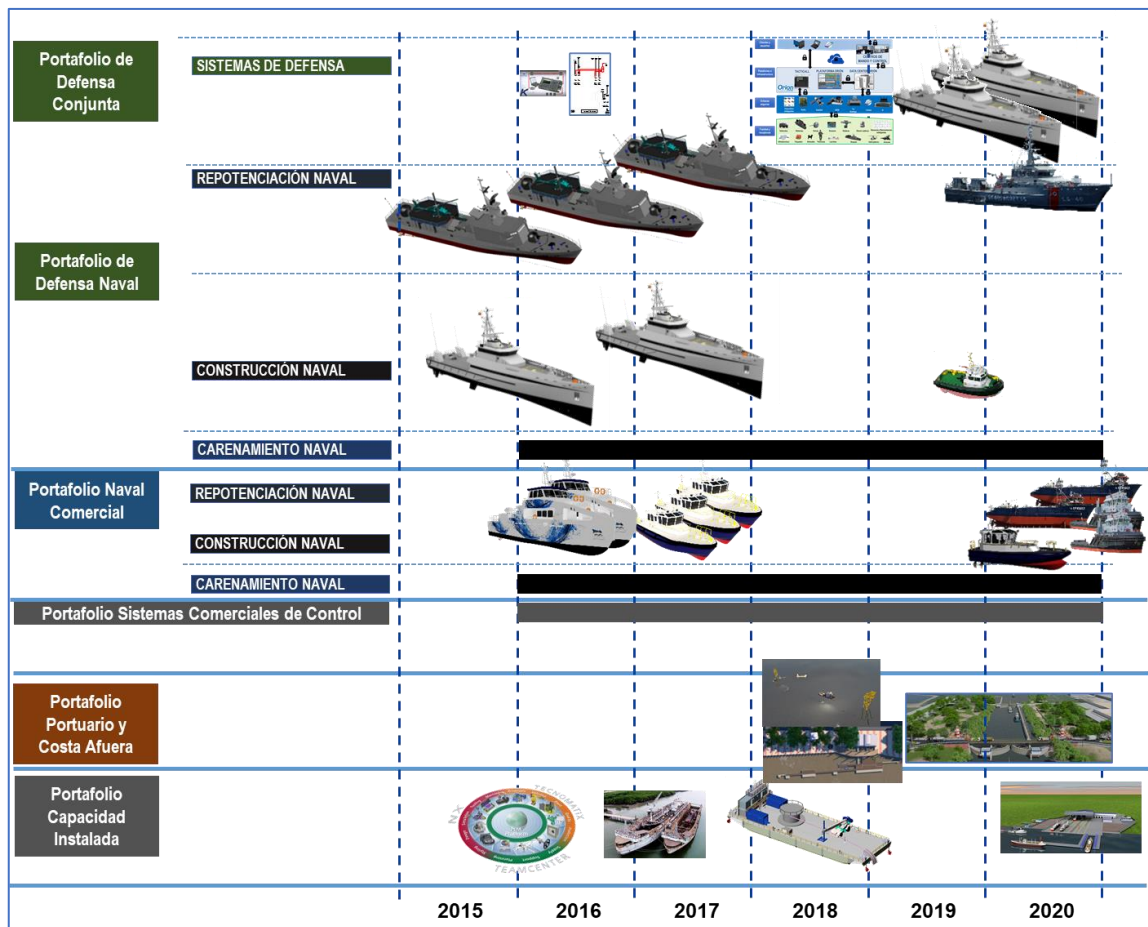 Portafolio de
Defensa
Conjunta
SISTEMAS DE DEFENSA
REPOTENCIACIÓN NAVAL
Portafolio de
Defensa Naval
CONSTRUCCIÓN NAVAL
CARENAMIENTO NAVAL
Portafolio Naval
Comercial
REPOTENCIACIÓN NAVAL
CONSTRUCCIÓN NAVAL
CARENAMIENTO NAVAL
Portafolio Sistemas Comerciales de Control
Portafolio
Portuario y
Costa Afuera
Portafolio
Capacidad
Instalada
NX
TECNOMATIX
TEAMCENTER
2015
2016
2017
2018
2019
2020